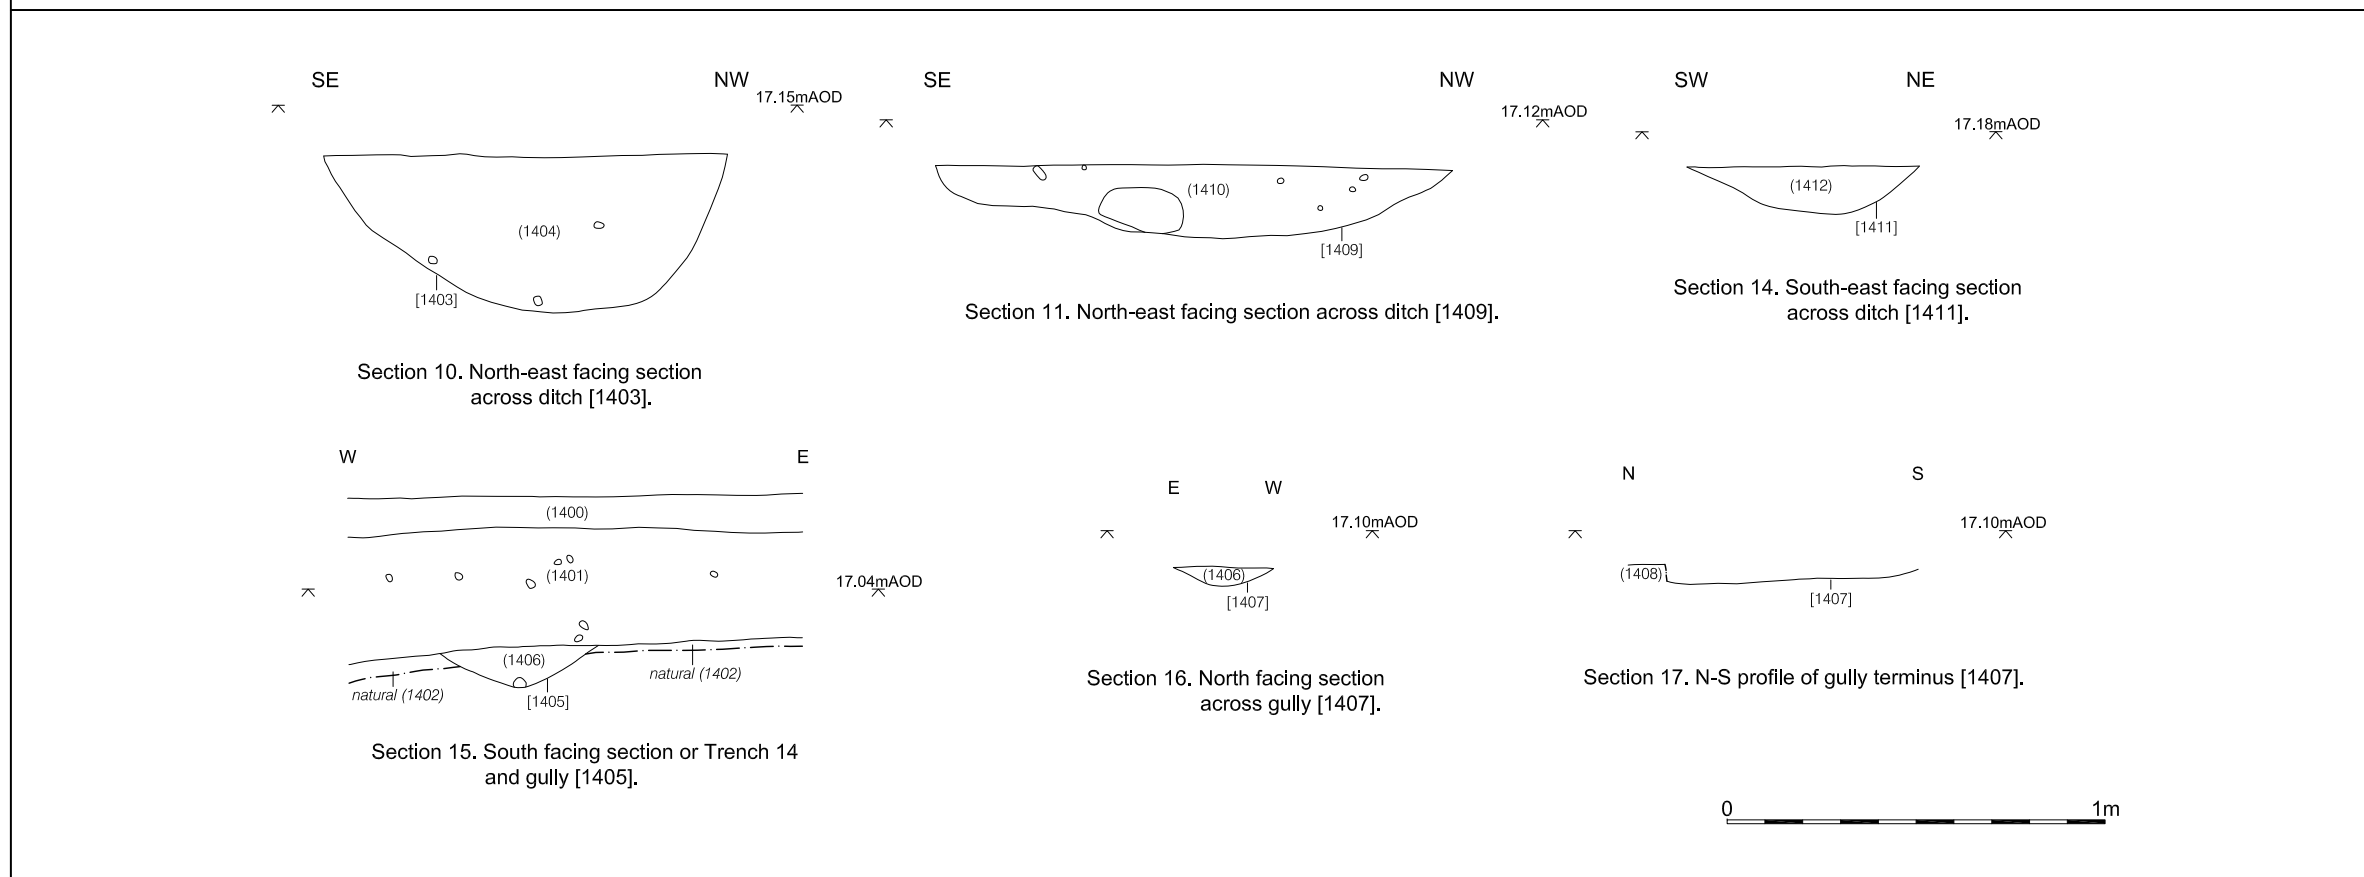 SE NW
17.15mAOD
(1404)
[1403]
Section 10. North-east facing section
across ditch [1403].
SE NW
17.12mAOD
(1410)
[1409]
Section 11. North-east facing section across ditch [1409].
SW NE
17.18mAOD
(1412)
[1411]
Section 14. South-east facing section
across ditch [1411].
W E
(1400)
(1401)
17.04mAOD
(1406)
natural (1402)
natural (1402)
[1405]
Section 15. South facing section or Trench 14
and gully [1405].
E W
17.10mAOD
(1406)
[1407]
Section 16. North facing section
across gully [1407].
N S
17.10mAOD
(1408)
[1407]
Section 17. N-S profile of gully terminus [1407].
0 1m